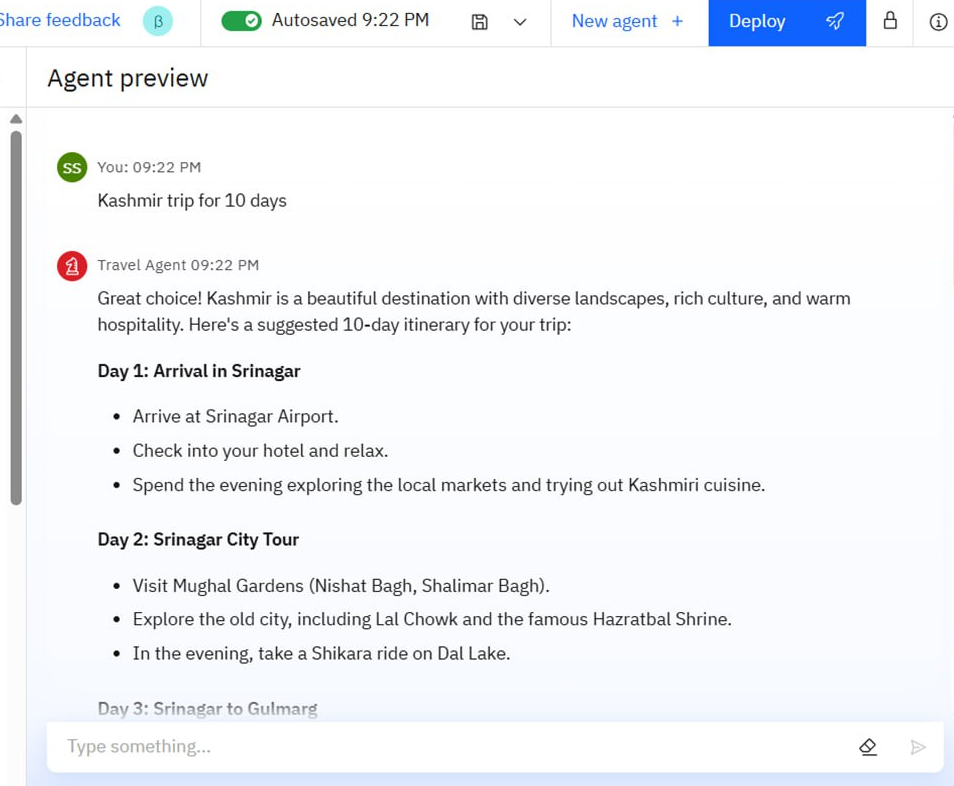 Share feedback
β
Autosaved 9:22 PM
New agent +
Deploy
Agent preview
SS
You: 09:22 PM
Kashmir trip for 10 days
Travel Agent 09:22 PM
Great choice! Kashmir is a beautiful destination with diverse landscapes, rich culture, and warm
hospitality. Here's a suggested 10-day itinerary for your trip:
Day 1: Arrival in Srinagar
• Arrive at Srinagar Airport.
• Check into your hotel and relax.
• Spend the evening exploring the local markets and trying out Kashmiri cuisine.
Day 2: Srinagar City Tour
• Visit Mughal Gardens (Nishat Bagh, Shalimar Bagh).
• Explore the old city, including Lal Chowk and the famous Hazratbal Shrine.
• In the evening, take a Shikara ride on Dal Lake.
Day 3: Srinagar to Gulmarg
Type something...